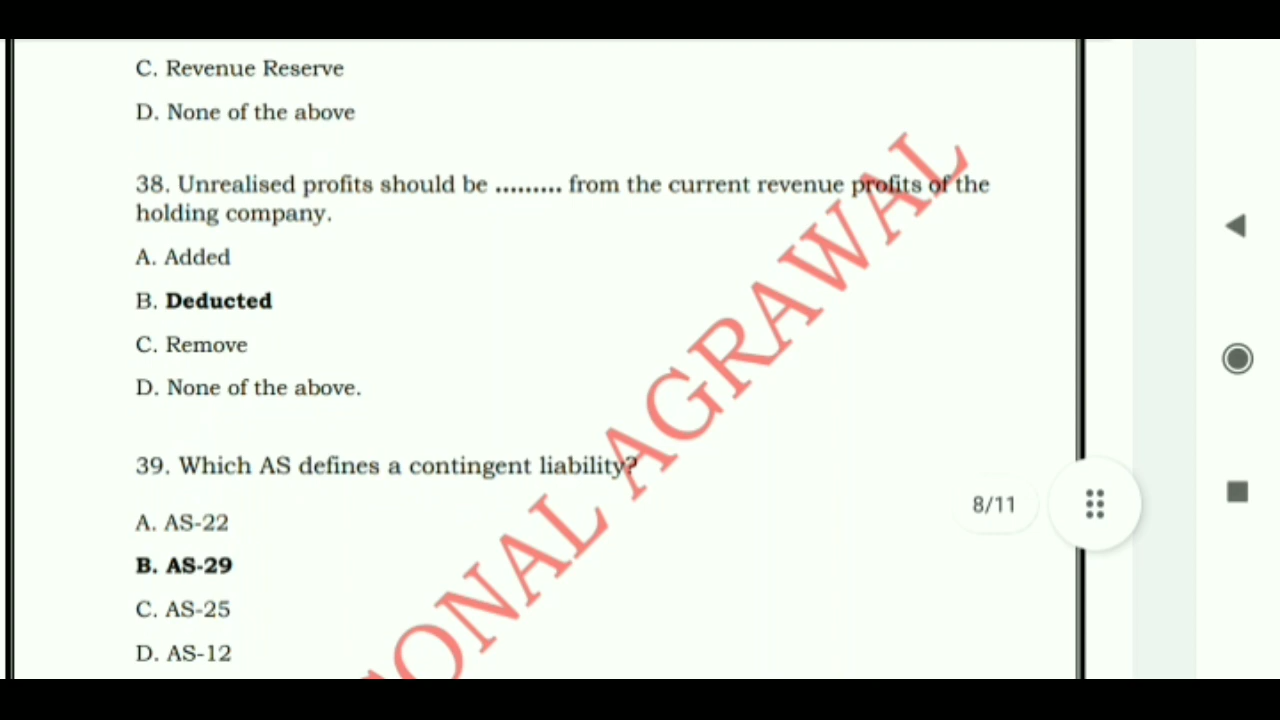 C. Revenue Reserve
D. None of the above
38. Unrealised profits should be ......... from the current revenue profits of the
holding company.
A. Added
B. Deducted
C. Remove
D. None of the above.
39. Which AS defines a contingent liability?
A. AS-22
B. AS-29
C. AS-25
D. AS-12
8/11
ONAL AGRAWAL